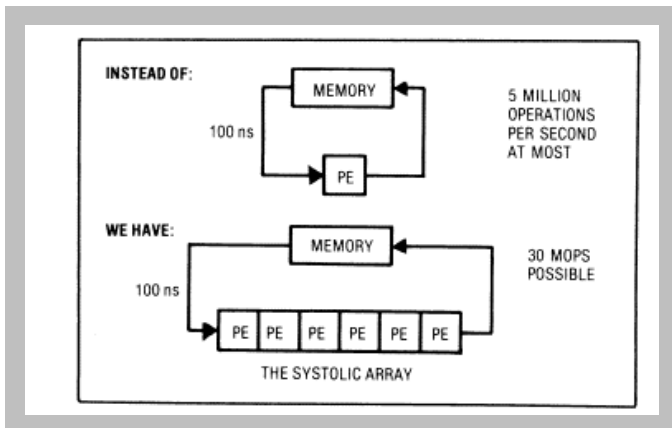 INSTEAD OF:
MEMORY
100 ns
PE
5 MILLION
OPERATIONS
PER SECOND
AT MOST
WE HAVE:
MEMORY
100 ns
PE PE PE PE PE PE
30 MOPS
POSSIBLE
THE SYSTOLIC ARRAY